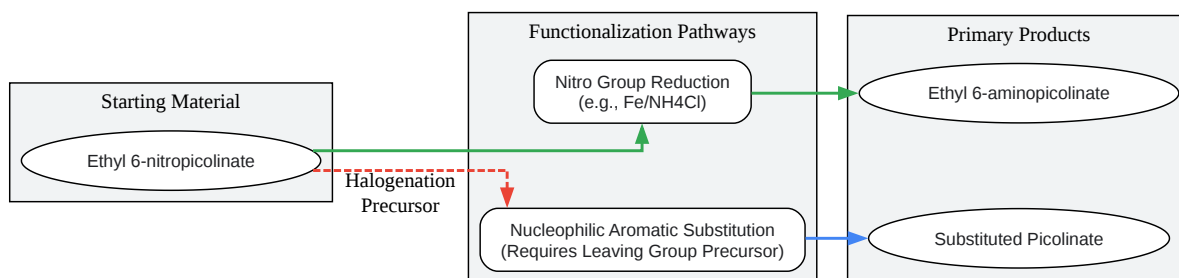 Functionalization Pathways
Primary Products
Starting Material
Nitro Group Reduction
(e.g., Fe/NH4Cl)
Ethyl 6-aminopicolinate
Ethyl 6-nitropicolinate
Halogenation
Precursor
Nucleophilic Aromatic Substitution
(Requires Leaving Group Precursor)
Substituted Picolinate